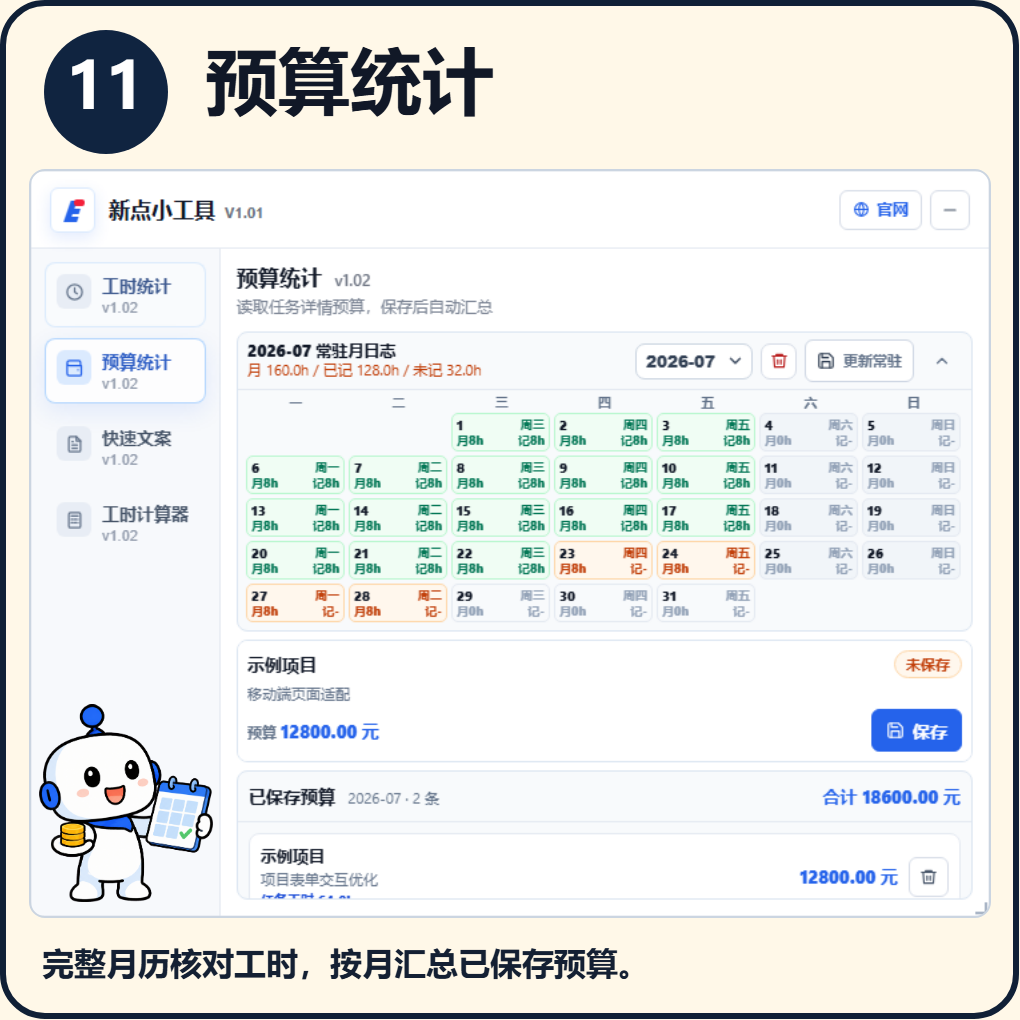 11 预算统计
新点小工具 V1.01
官网
工时统计
v1.02
预算统计
v1.02
快速文案
v1.02
工时计算器
v1.02
预算统计 v1.02
读取任务详情预算，保存后自动汇总
2026-07 常驻月日志
月 160.0h / 已记 128.0h / 未记 32.0h
2026-07
更新常驻
一 二 三 四 五 六 日
1 周三 2 周四 3 周五 4 周六 5 周日
月8h 记8h 月8h 记8h 月8h 记8h 月0h 记- 月0h 记-
6 周一 7 周二 8 周三 9 周四 10 周五 11 周六 12 周日
月8h 记8h 月8h 记8h 月8h 记8h 月8h 记8h 月8h 记8h 月0h 记- 月0h 记-
13 周一 14 周二 15 周三 16 周四 17 周五 18 周六 19 周日
月8h 记8h 月8h 记8h 月8h 记8h 月8h 记8h 月8h 记8h 月0h 记- 月0h 记-
20 周一 21 周二 22 周三 23 周四 24 周五 25 周六 26 周日
月8h 记8h 月8h 记8h 月8h 记8h 月8h 记- 月8h 记- 月0h 记- 月0h 记-
27 周一 28 周二 29 周三 30 周四 31 周五
月8h 记- 月8h 记- 月0h 记- 月0h 记- 月0h 记-
示例项目
未保存
移动端页面适配
预算 12800.00 元
保存
已保存预算 2026-07 · 2 条
合计 18600.00 元
示例项目
项目表单交互优化
12800.00 元
完整月历核对工时，按月汇总已保存预算。